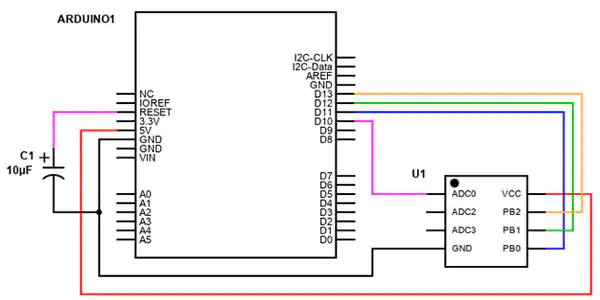 ARDUINO1
I2C-CLK
I2C-Data
AREF
GND
NC
D13
IOREF
D12
RESET
D11
3.3V
D10
5V
D9
GND
D8
GND
VIN
C1
10µF
D7
D6
A0
D5
A1
D4
A2
D3
A3
D2
A4
D1
A5
D0
U1
ADC0
VCC
ADC2
PB2
ADC3
PB1
GND
PB0